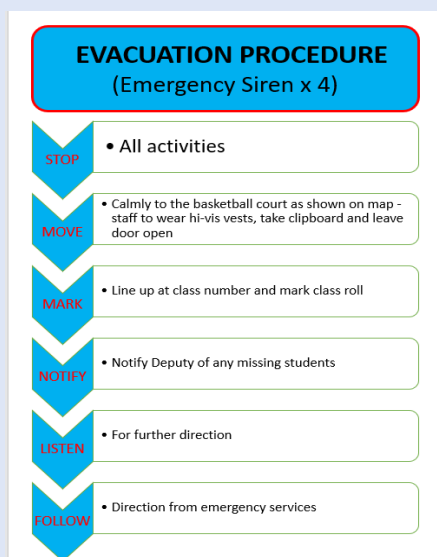 EVACUATION PROCEDURE
(Emergency Siren x 4)
STOP
• All activities
MOVE
• Calmly to the basketball court as shown on map -
staff to wear hi-vis vests, take clipboard and leave
door open
MARK
• Line up at class number and mark class roll
NOTIFY
• Notify Deputy of any missing students
LISTEN
• For further direction
FOLLOW
• Direction from emergency services